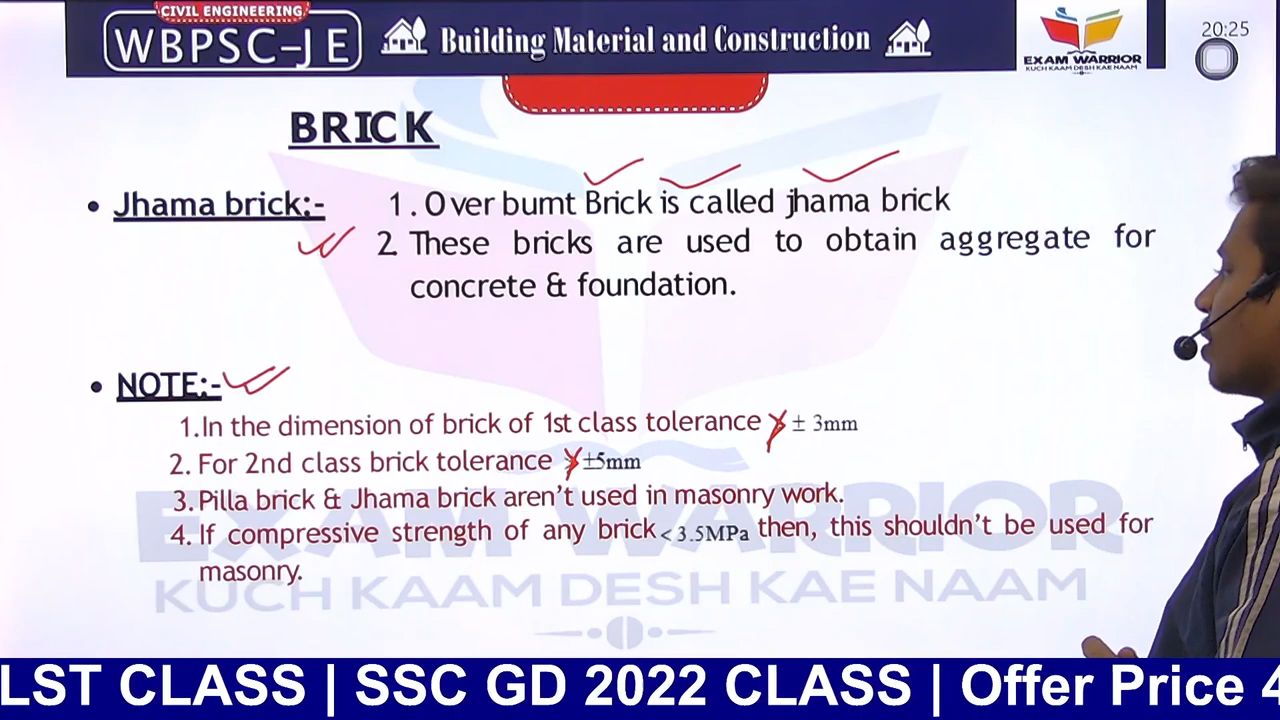 CIVIL ENGINEERING
WBPSC-JE
Building Material and Construction
EXAM WARRIOR
KUCH KAAM DESH KAE NAAM
20:25
BRICK
• Jhama brick:- 1. Over bumt Brick is called jhama brick
2. These bricks are used to obtain aggregate for
concrete & foundation.
• NOTE:-
1.In the dimension of brick of 1st class tolerance ≯ ± 3mm
2. For 2nd class brick tolerance ≯ ±5mm
3. Pilla brick & Jhama brick aren't used in masonry work.
4. If compressive strength of any brick < 3.5MPa then, this shouldn't be used for
masonry.
EXAM WARRIOR
KUCH KAAM DESH KAE NAAM
LST CLASS | SSC GD 2022 CLASS | Offer Price 4